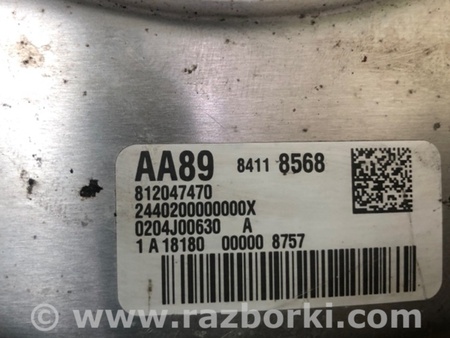 AA89 8411 8568
812047470
2440200000000X
0204J00630 A
1 A 18180 00000 8757
www.razborki.com